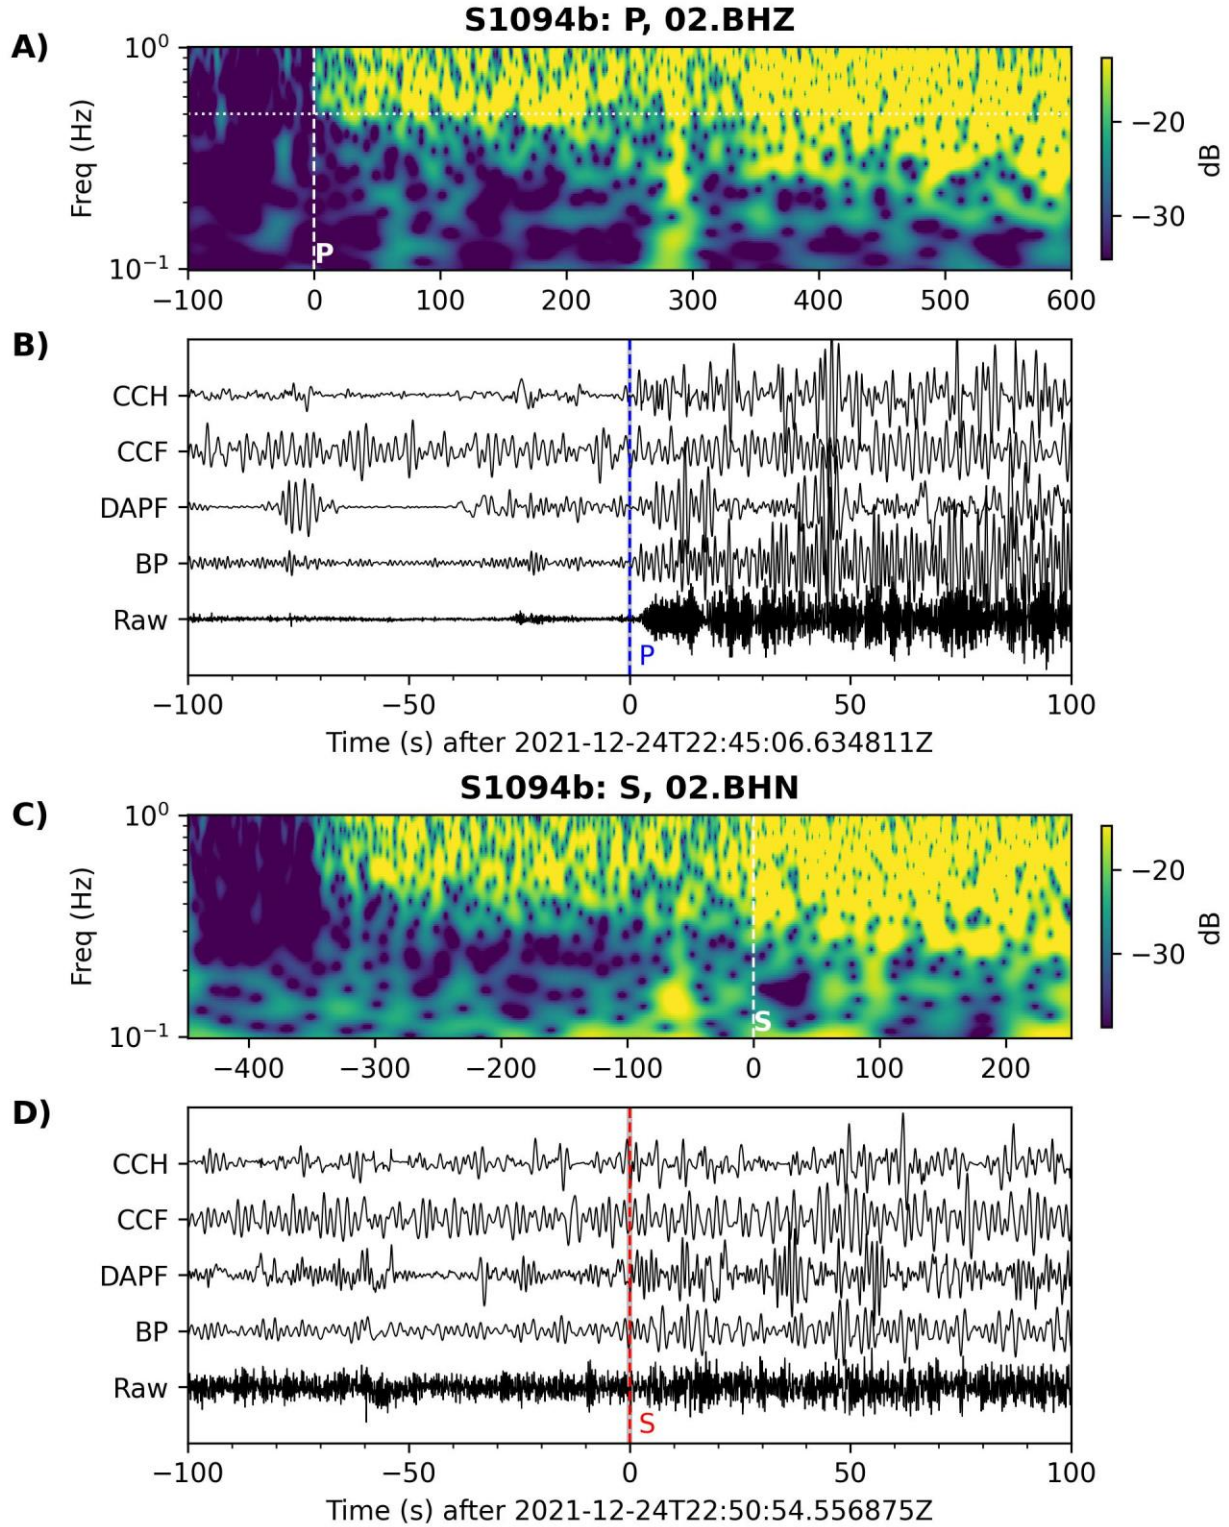 S1094b: P, 02.BHZ
A)
10⁰
Freq (Hz)
10⁻¹
P
−100 0 100 200 300 400 500 600
−20
−30
dB
B)
CCH
CCF
DAPF
BP
Raw
P
−100 −50 0 50 100
Time (s) after 2021-12-24T22:45:06.634811Z
S1094b: S, 02.BHN
C)
10⁰
Freq (Hz)
10⁻¹
S
−400 −300 −200 −100 0 100 200
−20
−30
dB
D)
CCH
CCF
DAPF
BP
Raw
S
−100 −50 0 50 100
Time (s) after 2021-12-24T22:50:54.556875Z